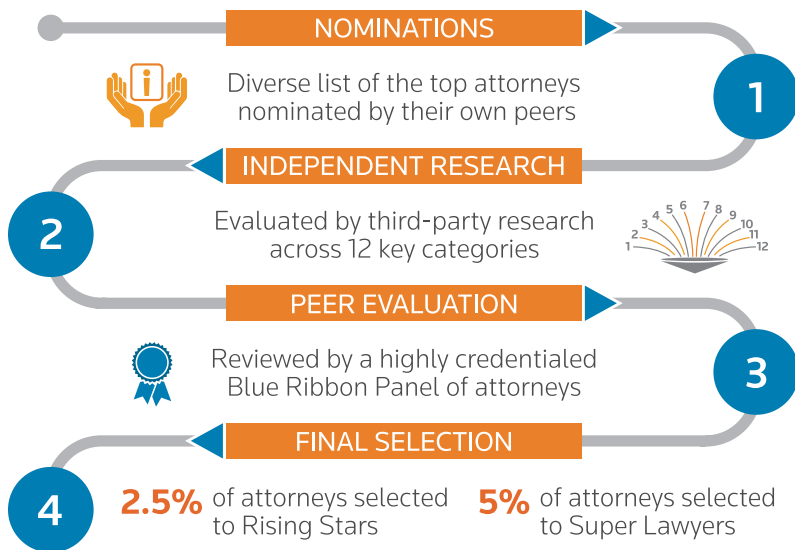 NOMINATIONS
i
Diverse list of the top attorneys
nominated by their own peers
1
INDEPENDENT RESEARCH
2
Evaluated by third-party research
across 12 key categories
1 2 3 4 5 6 7 8 9 10 11 12
PEER EVALUATION
Reviewed by a highly credentialed
Blue Ribbon Panel of attorneys
3
FINAL SELECTION
4
2.5% of attorneys selected
to Rising Stars
5% of attorneys selected
to Super Lawyers